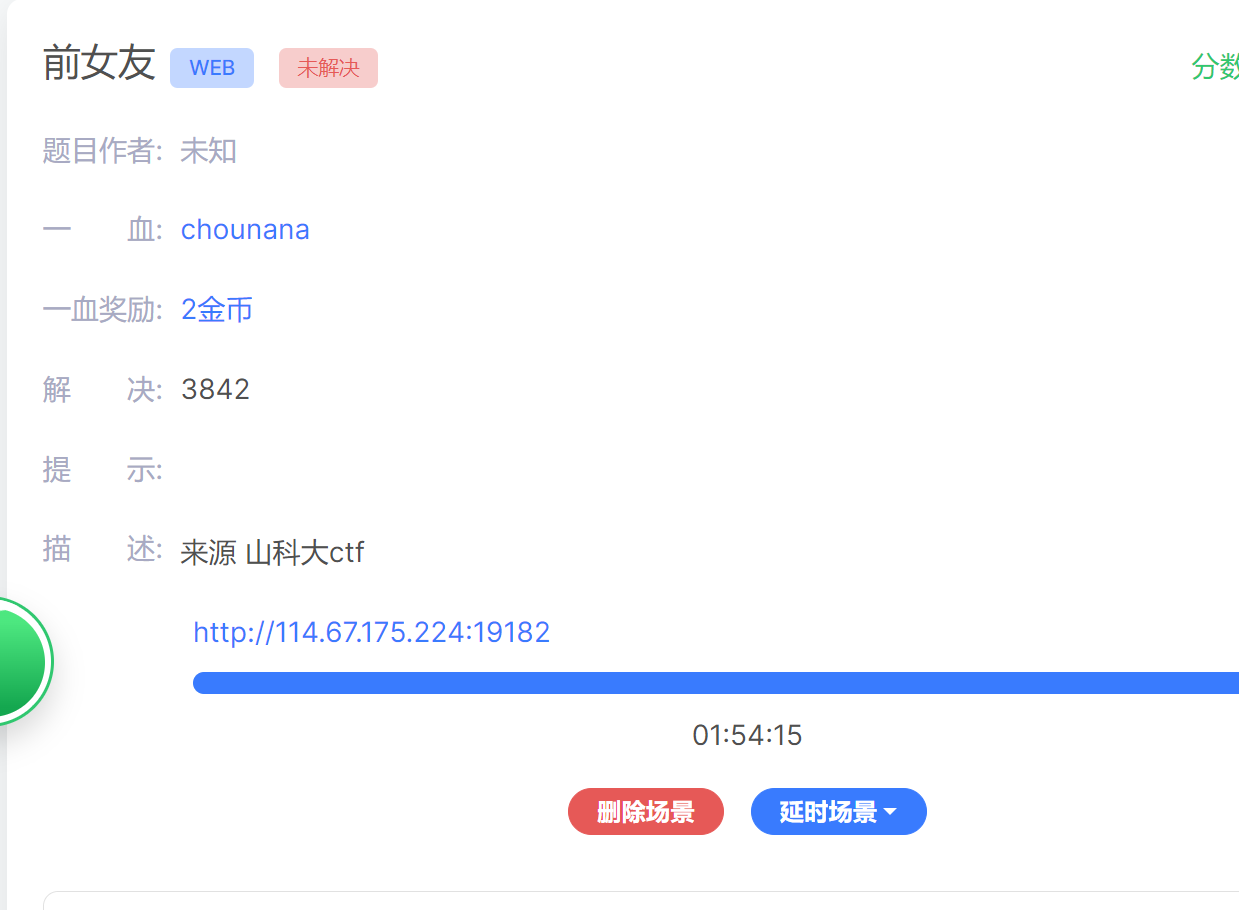 前女友 WEB 未解决 分数
题目作者: 未知
一 血: chounana
一血奖励: 2金币
解 决: 3842
提 示:
描 述: 来源 山科大ctf
http://114.67.175.224:19182
01:54:15
删除场景 延时场景